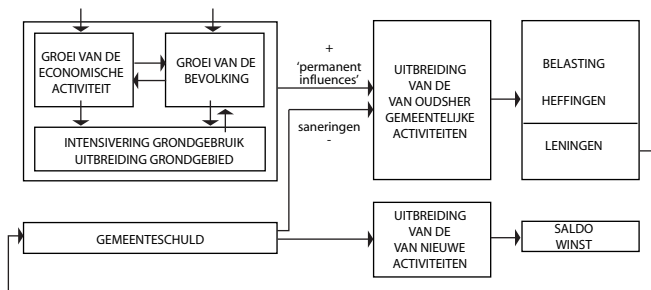 GROEI VAN DE
ECONOMISCHE
ACTIVITEIT
GROEI VAN DE
BEVOLKING
INTENSIVERING GRONDGEBRUIK
UITBREIDING GRONDGEBIED
+
‘permanent
influences’
saneringen
-
UITBREIDING
VAN DE
VAN OUDSHER
GEMEENTELIJKE
ACTIVITEITEN
BELASTING
HEFFINGEN
LENINGEN
GEMEENTESCHULD
UITBREIDING
VAN DE
VAN NIEUWE
ACTIVITEITEN
SALDO
WINST